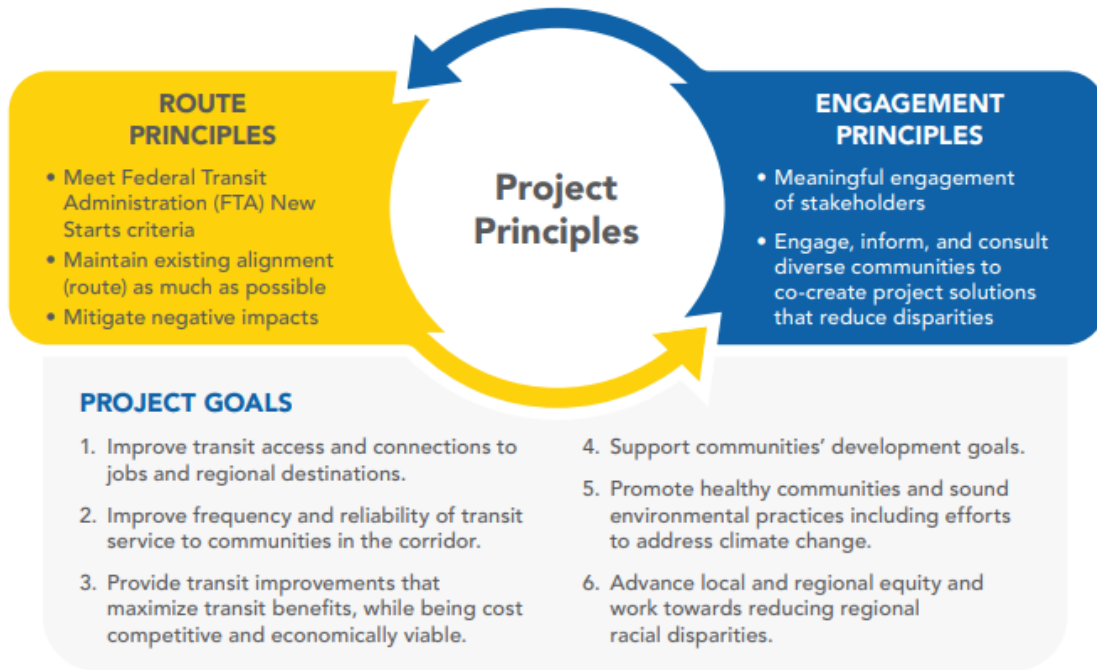 ROUTE
PRINCIPLES
• Meet Federal Transit
Administration (FTA) New
Starts criteria
• Maintain existing alignment
(route) as much as possible
• Mitigate negative impacts
Project
Principles
ENGAGEMENT
PRINCIPLES
• Meaningful engagement
of stakeholders
• Engage, inform, and consult
diverse communities to
co-create project solutions
that reduce disparities
PROJECT GOALS
1. Improve transit access and connections to
jobs and regional destinations.
2. Improve frequency and reliability of transit
service to communities in the corridor.
3. Provide transit improvements that
maximize transit benefits, while being cost
competitive and economically viable.
4. Support communities’ development goals.
5. Promote healthy communities and sound
environmental practices including efforts
to address climate change.
6. Advance local and regional equity and
work towards reducing regional
racial disparities.